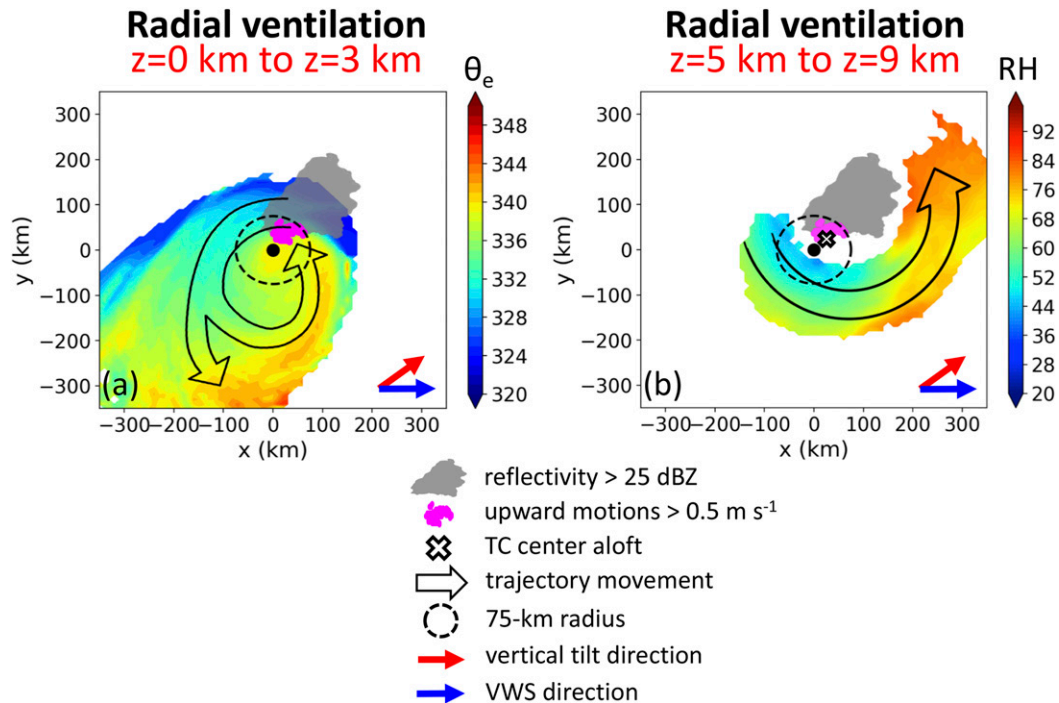 Radial ventilation
z=0 km to z=3 km
θe
Radial ventilation
z=5 km to z=9 km
RH
300
200
100
0
−100
−200
−300
y (km)
−300−200−100 0 100 200 300
x (km)
(a)
348
344
340
336
332
328
324
320
300
200
100
0
−100
−200
−300
y (km)
−300−200−100 0 100 200 300
x (km)
(b)
92
84
76
68
60
52
44
36
28
20
reflectivity > 25 dBZ
upward motions > 0.5 m s⁻¹
TC center aloft
trajectory movement
75-km radius
vertical tilt direction
VWS direction